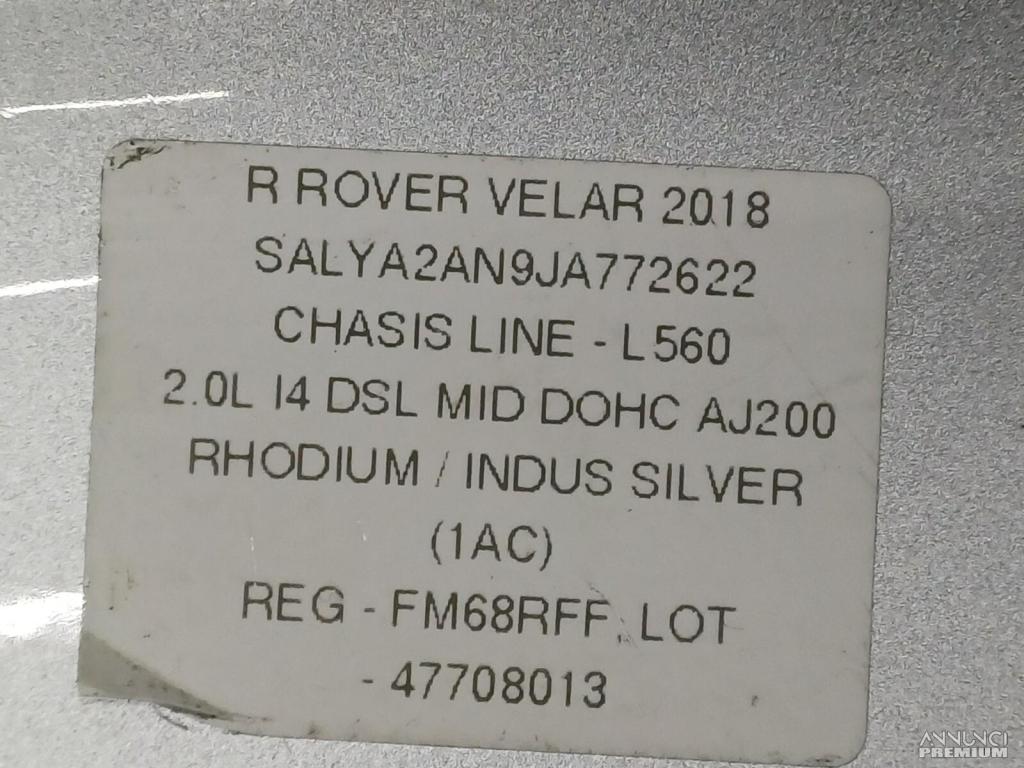 R ROVER VELAR 2018
SALYA2AN9JA772622
CHASIS LINE - L560
2.0L I4 DSL MID DOHC AJ200
RHODIUM / INDUS SILVER
(1AC)
REG - FM68RFF, LOT
- 47708013
ANNUNCI
PREMIUM